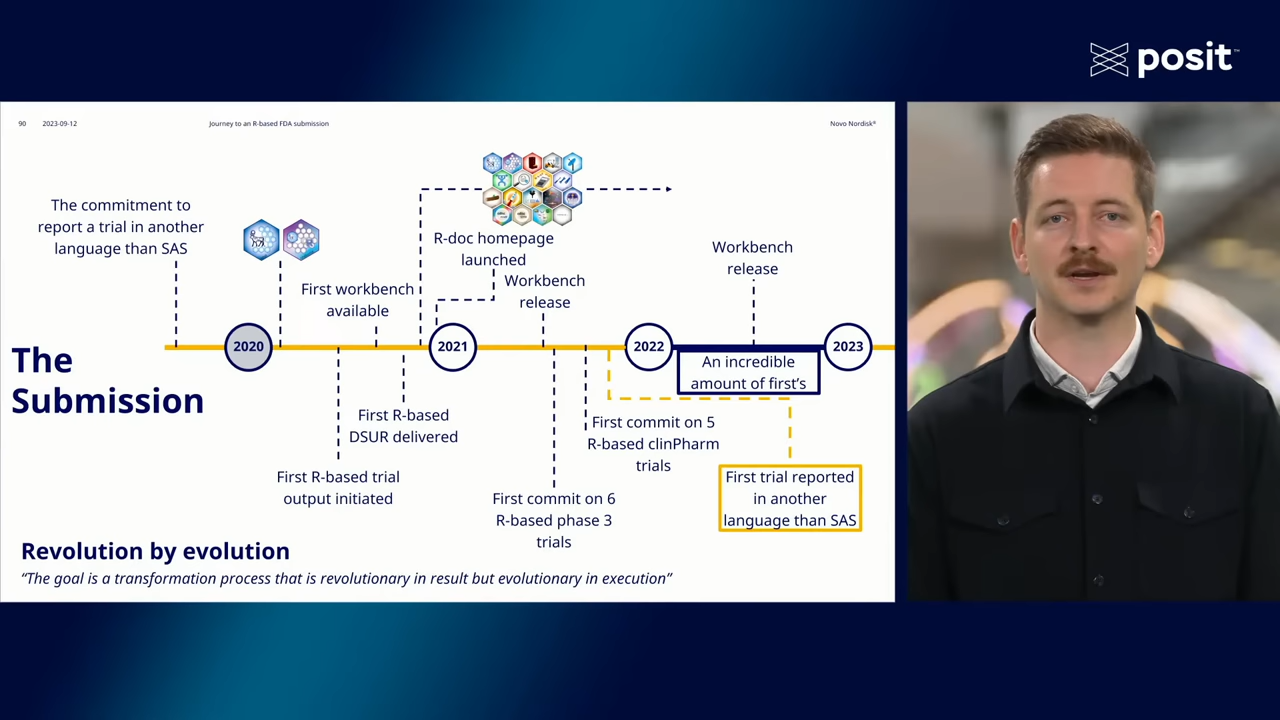 posit™
90 2023-09-12 Journey to an R-based FDA submission Novo Nordisk®
The commitment to
report a trial in another
language than SAS
First workbench
available
R-doc homepage
launched
Workbench
release
Workbench
release
The
Submission
2020
2021
2022
2023
An incredible
amount of first's
First R-based
DSUR delivered
First R-based trial
output initiated
First commit on 5
R-based clinPharm
trials
First commit on 6
R-based phase 3
trials
First trial reported
in another
language than SAS
Revolution by evolution
“The goal is a transformation process that is revolutionary in result but evolutionary in execution”